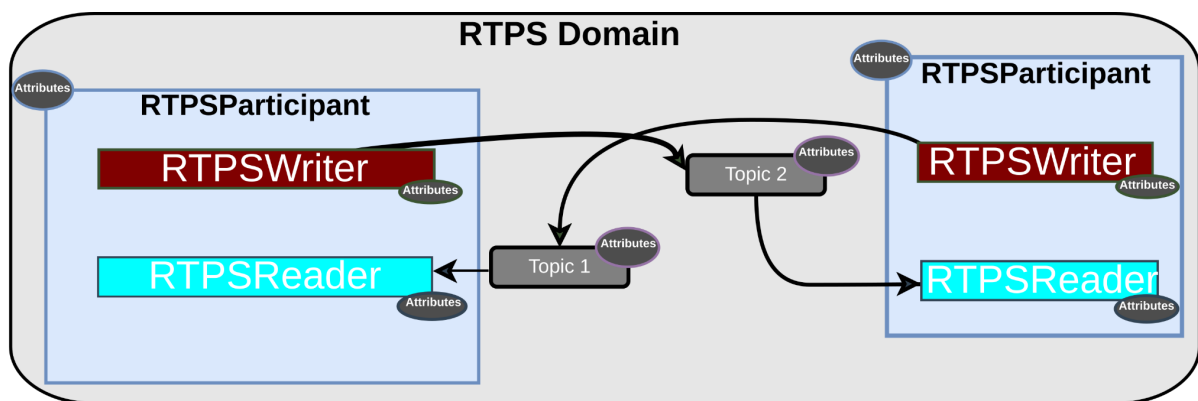 RTPS Domain
Attributes
RTPSParticipant
RTPSWriter
Attributes
RTPSReader
Attributes
Topic 2
Attributes
Topic 1
Attributes
Attributes
RTPSParticipant
RTPSWriter
Attributes
RTPSReader
Attributes